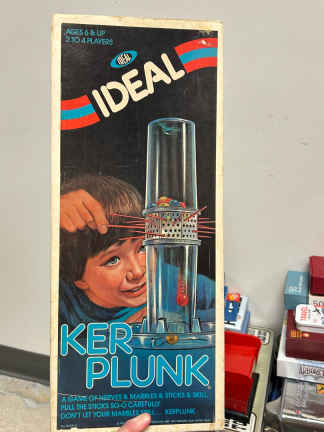 AGES 6 & UP
2 TO 4 PLAYERS
IDEAL
IDEAL
KER
PLUNK
A GAME OF NERVES & MARBLES & STICKS & SKILL.
PULL THE STICKS SO-O CAREFULLY
DON'T LET YOUR MARBLES FALL... KERPLUNK